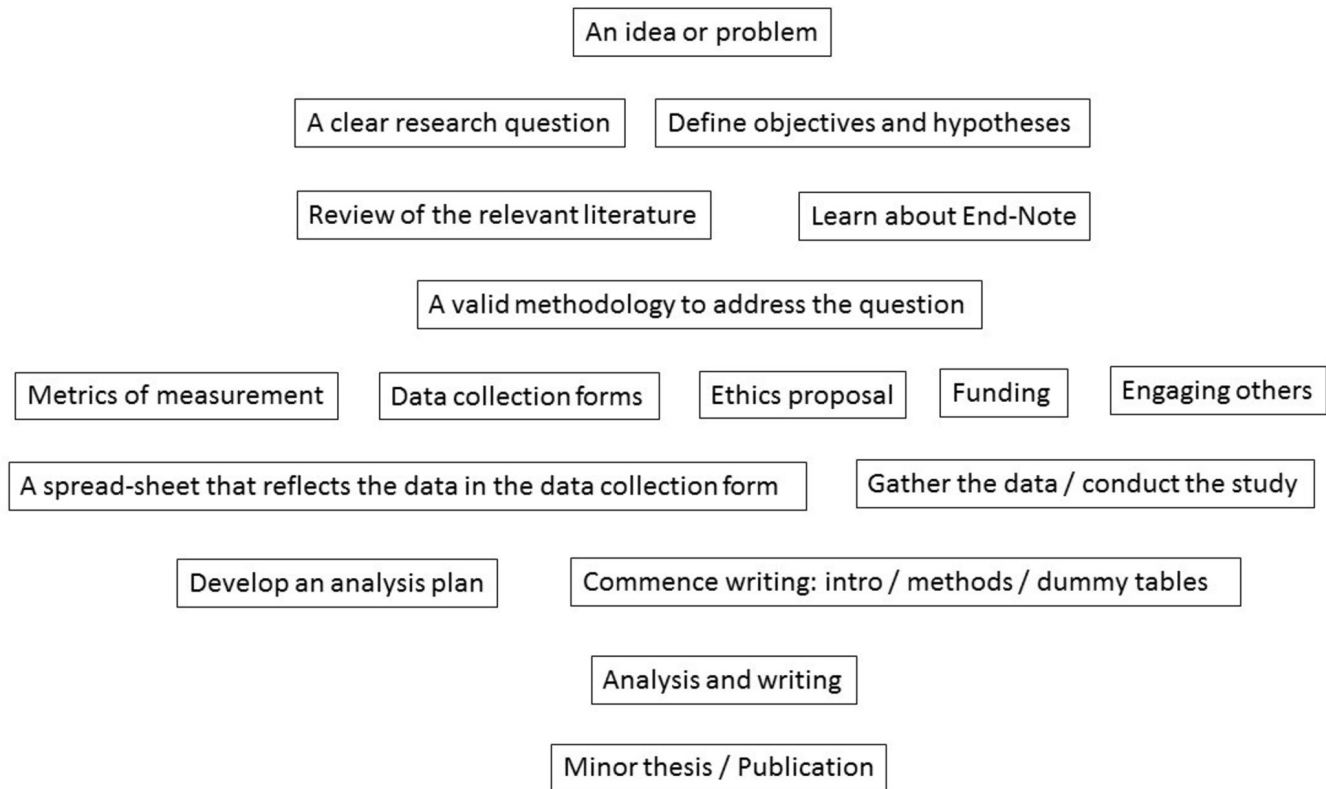 An idea or problem
A clear research question
Define objectives and hypotheses
Review of the relevant literature
Learn about End-Note
A valid methodology to address the question
Metrics of measurement
Data collection forms
Ethics proposal
Funding
Engaging others
A spread-sheet that reflects the data in the data collection form
Gather the data / conduct the study
Develop an analysis plan
Commence writing: intro / methods / dummy tables
Analysis and writing
Minor thesis / Publication